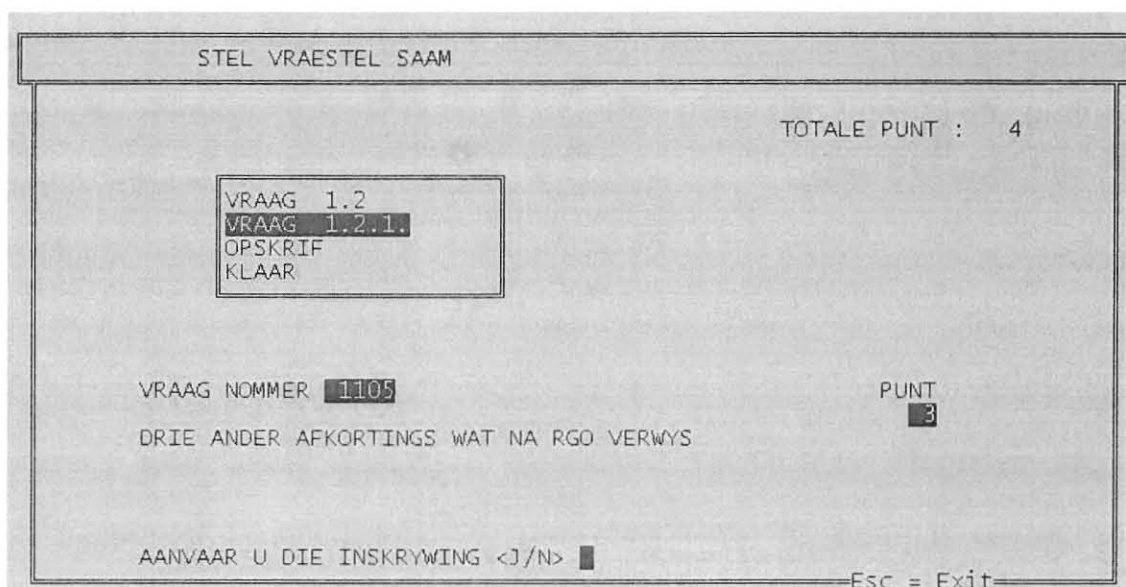 STEL VRAESTEL SAAM
TOTALE PUNT : 4
VRAAG 1.2
VRAAG 1.2.1.
OPSKRIF
KLAAR
VRAAG NOMMER 1105
PUNT
3
DRIE ANDER AFKORTINGS WAT NA RGO VERWYS
AANVAAR U DIE INSKRYWING <J/N>
Esc = Exit